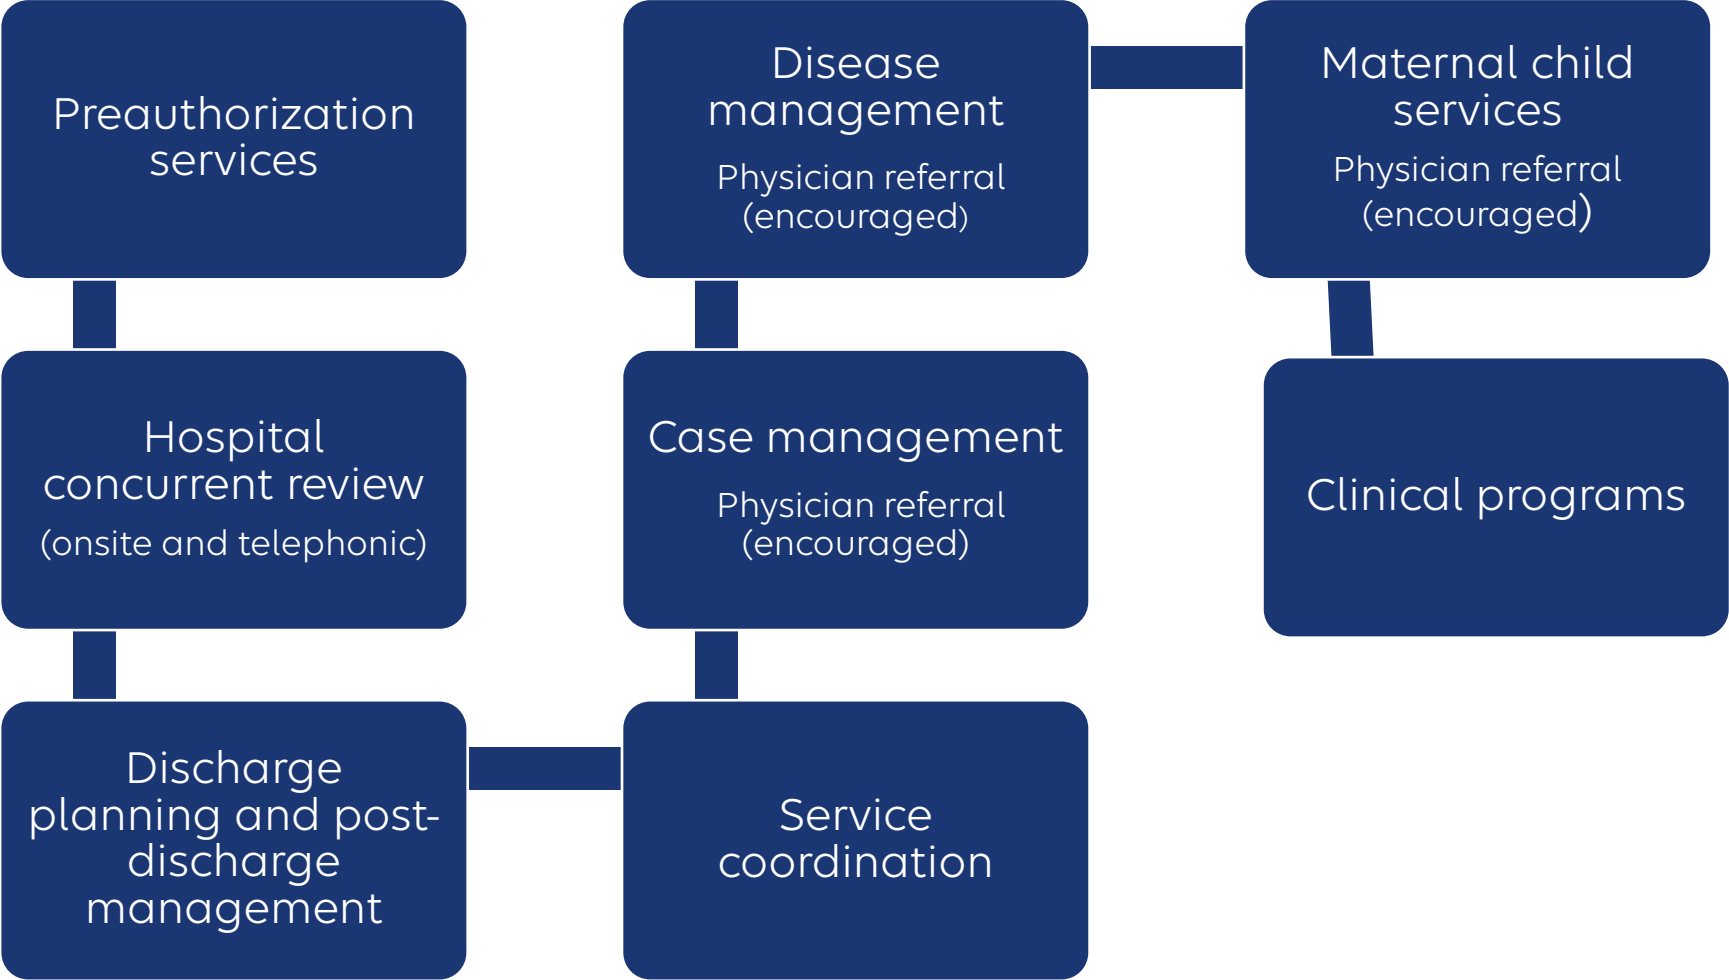 Preauthorization
services
Hospital
concurrent review
(onsite and telephonic)
Discharge
planning and post-
discharge
management
Service
coordination
Case management
Physician referral
(encouraged)
Disease
management
Physician referral
(encouraged)
Maternal child
services
Physician referral
(encouraged)
Clinical programs